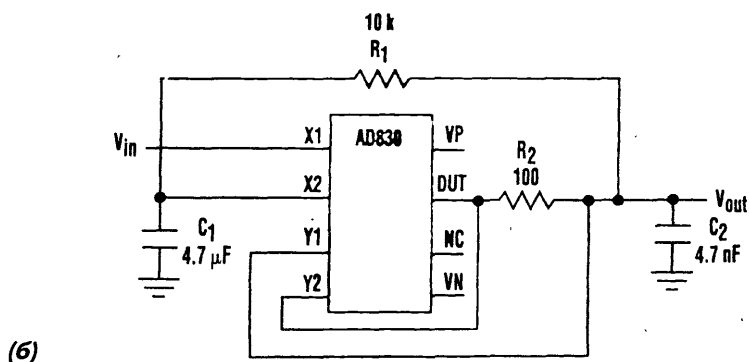 10 k
R1
Vin
X1
AD830
VP
R2
100
X2
DUT
Vout
C1
4.7 µF
Y1
NC
C2
4.7 nF
Y2
VN
(б)